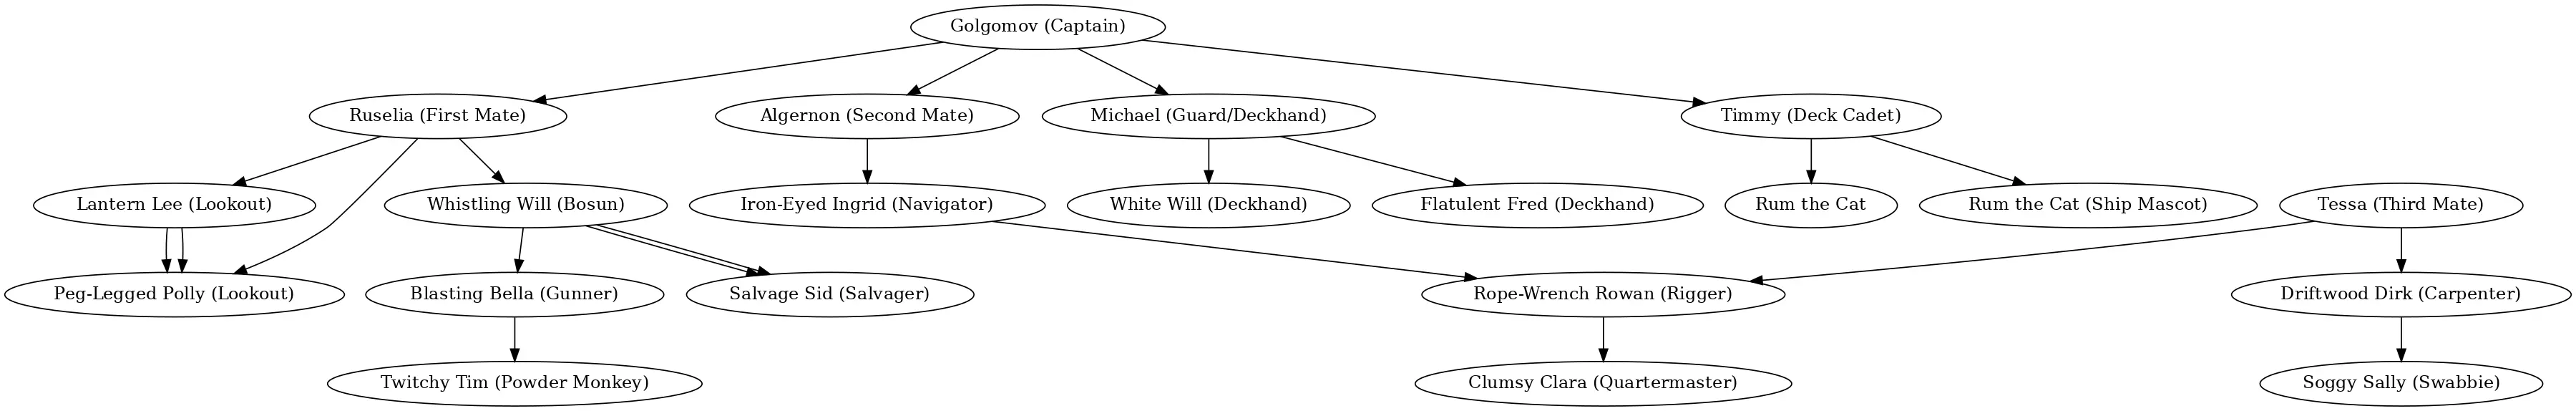 Golgomov (Captain)
Ruselia (First Mate)
Algernon (Second Mate)
Michael (Guard/Deckhand)
Timmy (Deck Cadet)
Lantern Lee (Lookout)
Whistling Will (Bosun)
Iron-Eyed Ingrid (Navigator)
White Will (Deckhand)
Flatulent Fred (Deckhand)
Rum the Cat
Rum the Cat (Ship Mascot)
Tessa (Third Mate)
Peg-Legged Polly (Lookout)
Blasting Bella (Gunner)
Salvage Sid (Salvager)
Rope-Wrench Rowan (Rigger)
Driftwood Dirk (Carpenter)
Twitchy Tim (Powder Monkey)
Clumsy Clara (Quartermaster)
Soggy Sally (Swabbie)